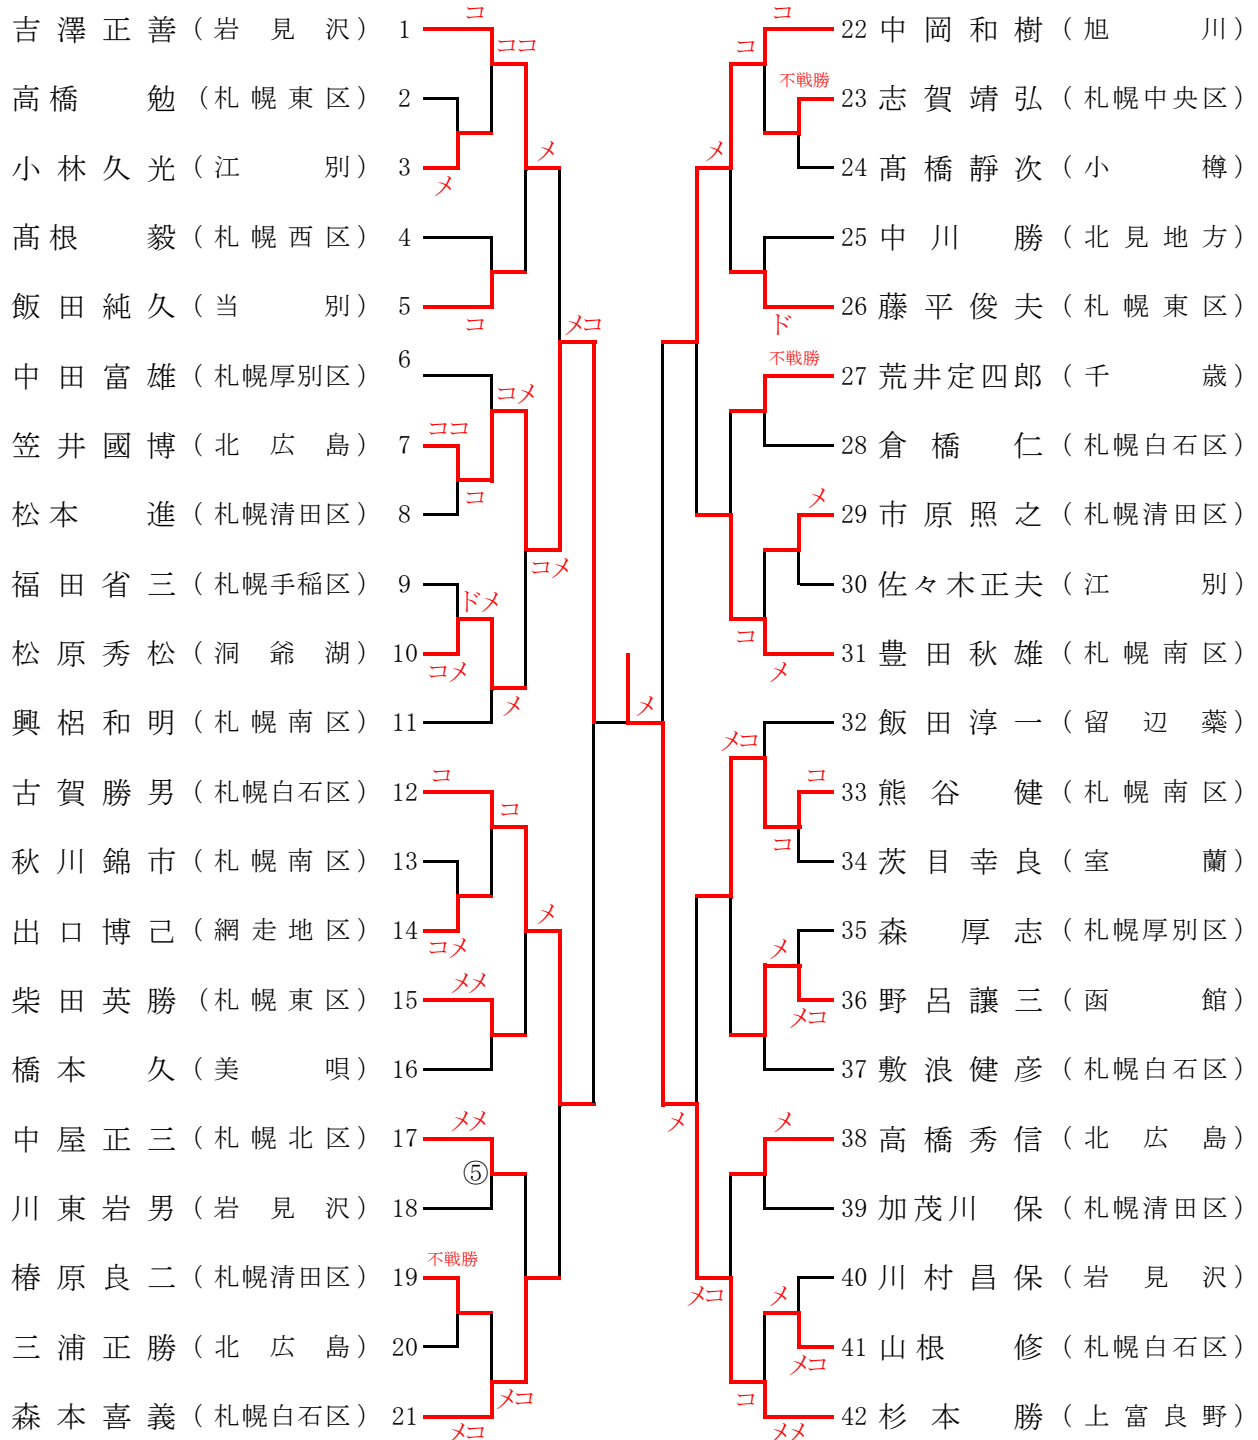 コ
吉澤正善(岩見沢) 1
ココ
高橋 勉(札幌東区) 2
小林久光(江別) 3
メ
メ
髙根 毅(札幌西区) 4
飯田純久(当別) 5
コ
メコ
中田富雄(札幌厚別区) 6
コメ
ココ
笠井國博(北広島) 7
コ
松本 進(札幌清田区) 8
コメ
福田省三(札幌手稲区) 9
ドメ
松原秀松(洞爺湖) 10
コメ
メ
興梠和明(札幌南区) 11
メ
コ
古賀勝男(札幌白石区) 12
コ
秋川錦市(札幌南区) 13
出口博己(網走地区) 14
コメ
メ
メメ
柴田英勝(札幌東区) 15
橋本 久(美唄) 16
メメ
中屋正三(札幌北区) 17
⑤
川東岩男(岩見沢) 18
不戦勝
椿原良二(札幌清田区) 19
三浦正勝(北広島) 20
メコ
森本喜義(札幌白石区) 21
メコ
コ
22 中岡和樹(旭川)
コ
不戦勝
23 志賀靖弘(札幌中央区)
メ
24 髙橋靜次(小樽)
25 中川 勝(北見地方)
26 藤平俊夫(札幌東区)
ド
不戦勝
27 荒井定四郎(千歳)
28 倉橋 仁(札幌白石区)
メ
29 市原照之(札幌清田区)
30 佐々木正夫(江別)
コ
31 豊田秋雄(札幌南区)
メ
32 飯田淳一(留辺蘂)
メコ
コ
33 熊谷 健(札幌南区)
コ
34 茨目幸良(室蘭)
35 森 厚志(札幌厚別区)
メ
36 野呂讓三(函館)
メコ
37 敷浪健彦(札幌白石区)
メ
メ
38 高橋秀信(北広島)
39 加茂川 保(札幌清田区)
40 川村昌保(岩見沢)
メコ
メ
41 山根 修(札幌白石区)
メコ
コ
42 杉本 勝(上富良野)
メメ